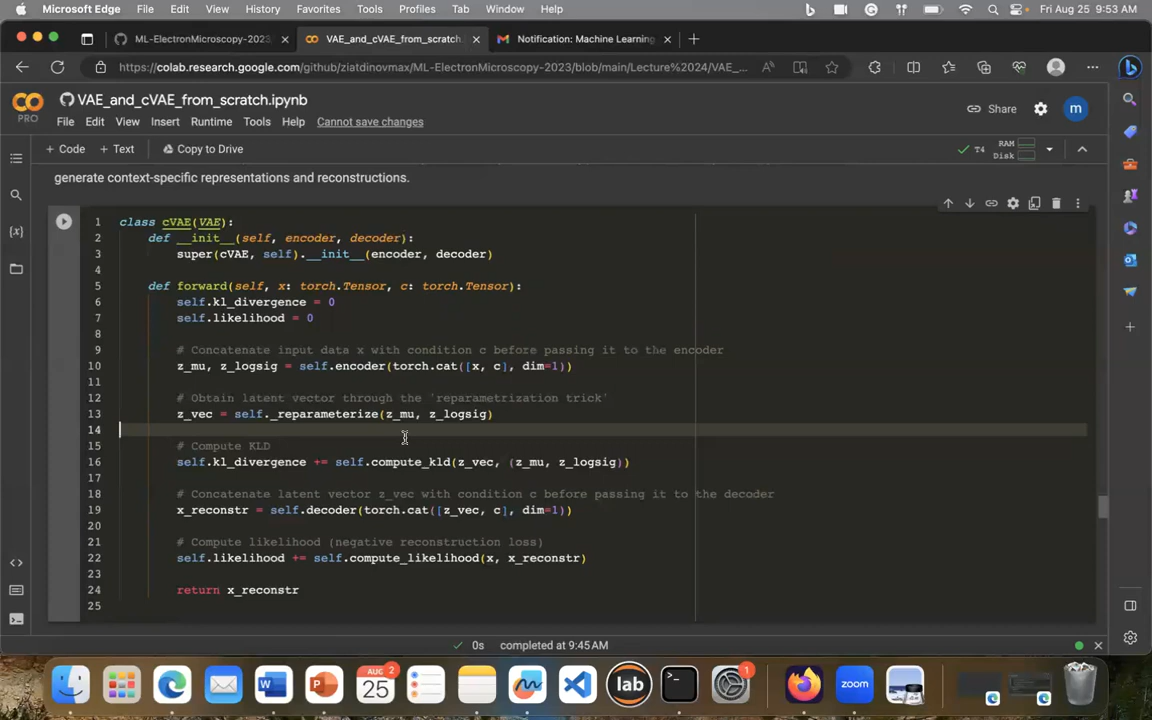 Microsoft Edge File Edit View History Favorites Tools Profiles Tab Window Help Fri Aug 25 9:53 AM
ML-ElectronMicroscopy-2023 VAE_and_cVAE_from_scratch. Notification: Machine Learning
https://colab.research.google.com/github/ziatdinovmax/ML-ElectronMicroscopy-2023/blob/main/Lecture%2024/VAE_...
VAE_and_cVAE_from_scratch.ipynb
PRO
Share
m
File Edit View Insert Runtime Tools Help Cannot save changes
+ Code + Text Copy to Drive
T4
RAM
Disk
generate context-specific representations and reconstructions.
1 class cVAE(VAE):
2 def __init__(self, encoder, decoder):
3 super(cVAE, self).__init__(encoder, decoder)
4
5 def forward(self, x: torch.Tensor, c: torch.Tensor):
6 self.kl_divergence = 0
7 self.likelihood = 0
8
9 # Concatenate input data x with condition c before passing it to the encoder
10 z_mu, z_logsig = self.encoder(torch.cat([x, c], dim=1))
11
12 # Obtain latent vector through the 'reparametrization trick'
13 z_vec = self._reparameterize(z_mu, z_logsig)
14
15 # Compute KLD
16 self.kl_divergence += self.compute_kld(z_vec, (z_mu, z_logsig))
17
18 # Concatenate latent vector z_vec with condition c before passing it to the decoder
19 x_reconstr = self.decoder(torch.cat([z_vec, c], dim=1))
20
21 # Compute likelihood (negative reconstruction loss)
22 self.likelihood += self.compute_likelihood(x, x_reconstr)
23
24 return x_reconstr
25
0s completed at 9:45 AM
AUG 2
25
lab
zoom
1